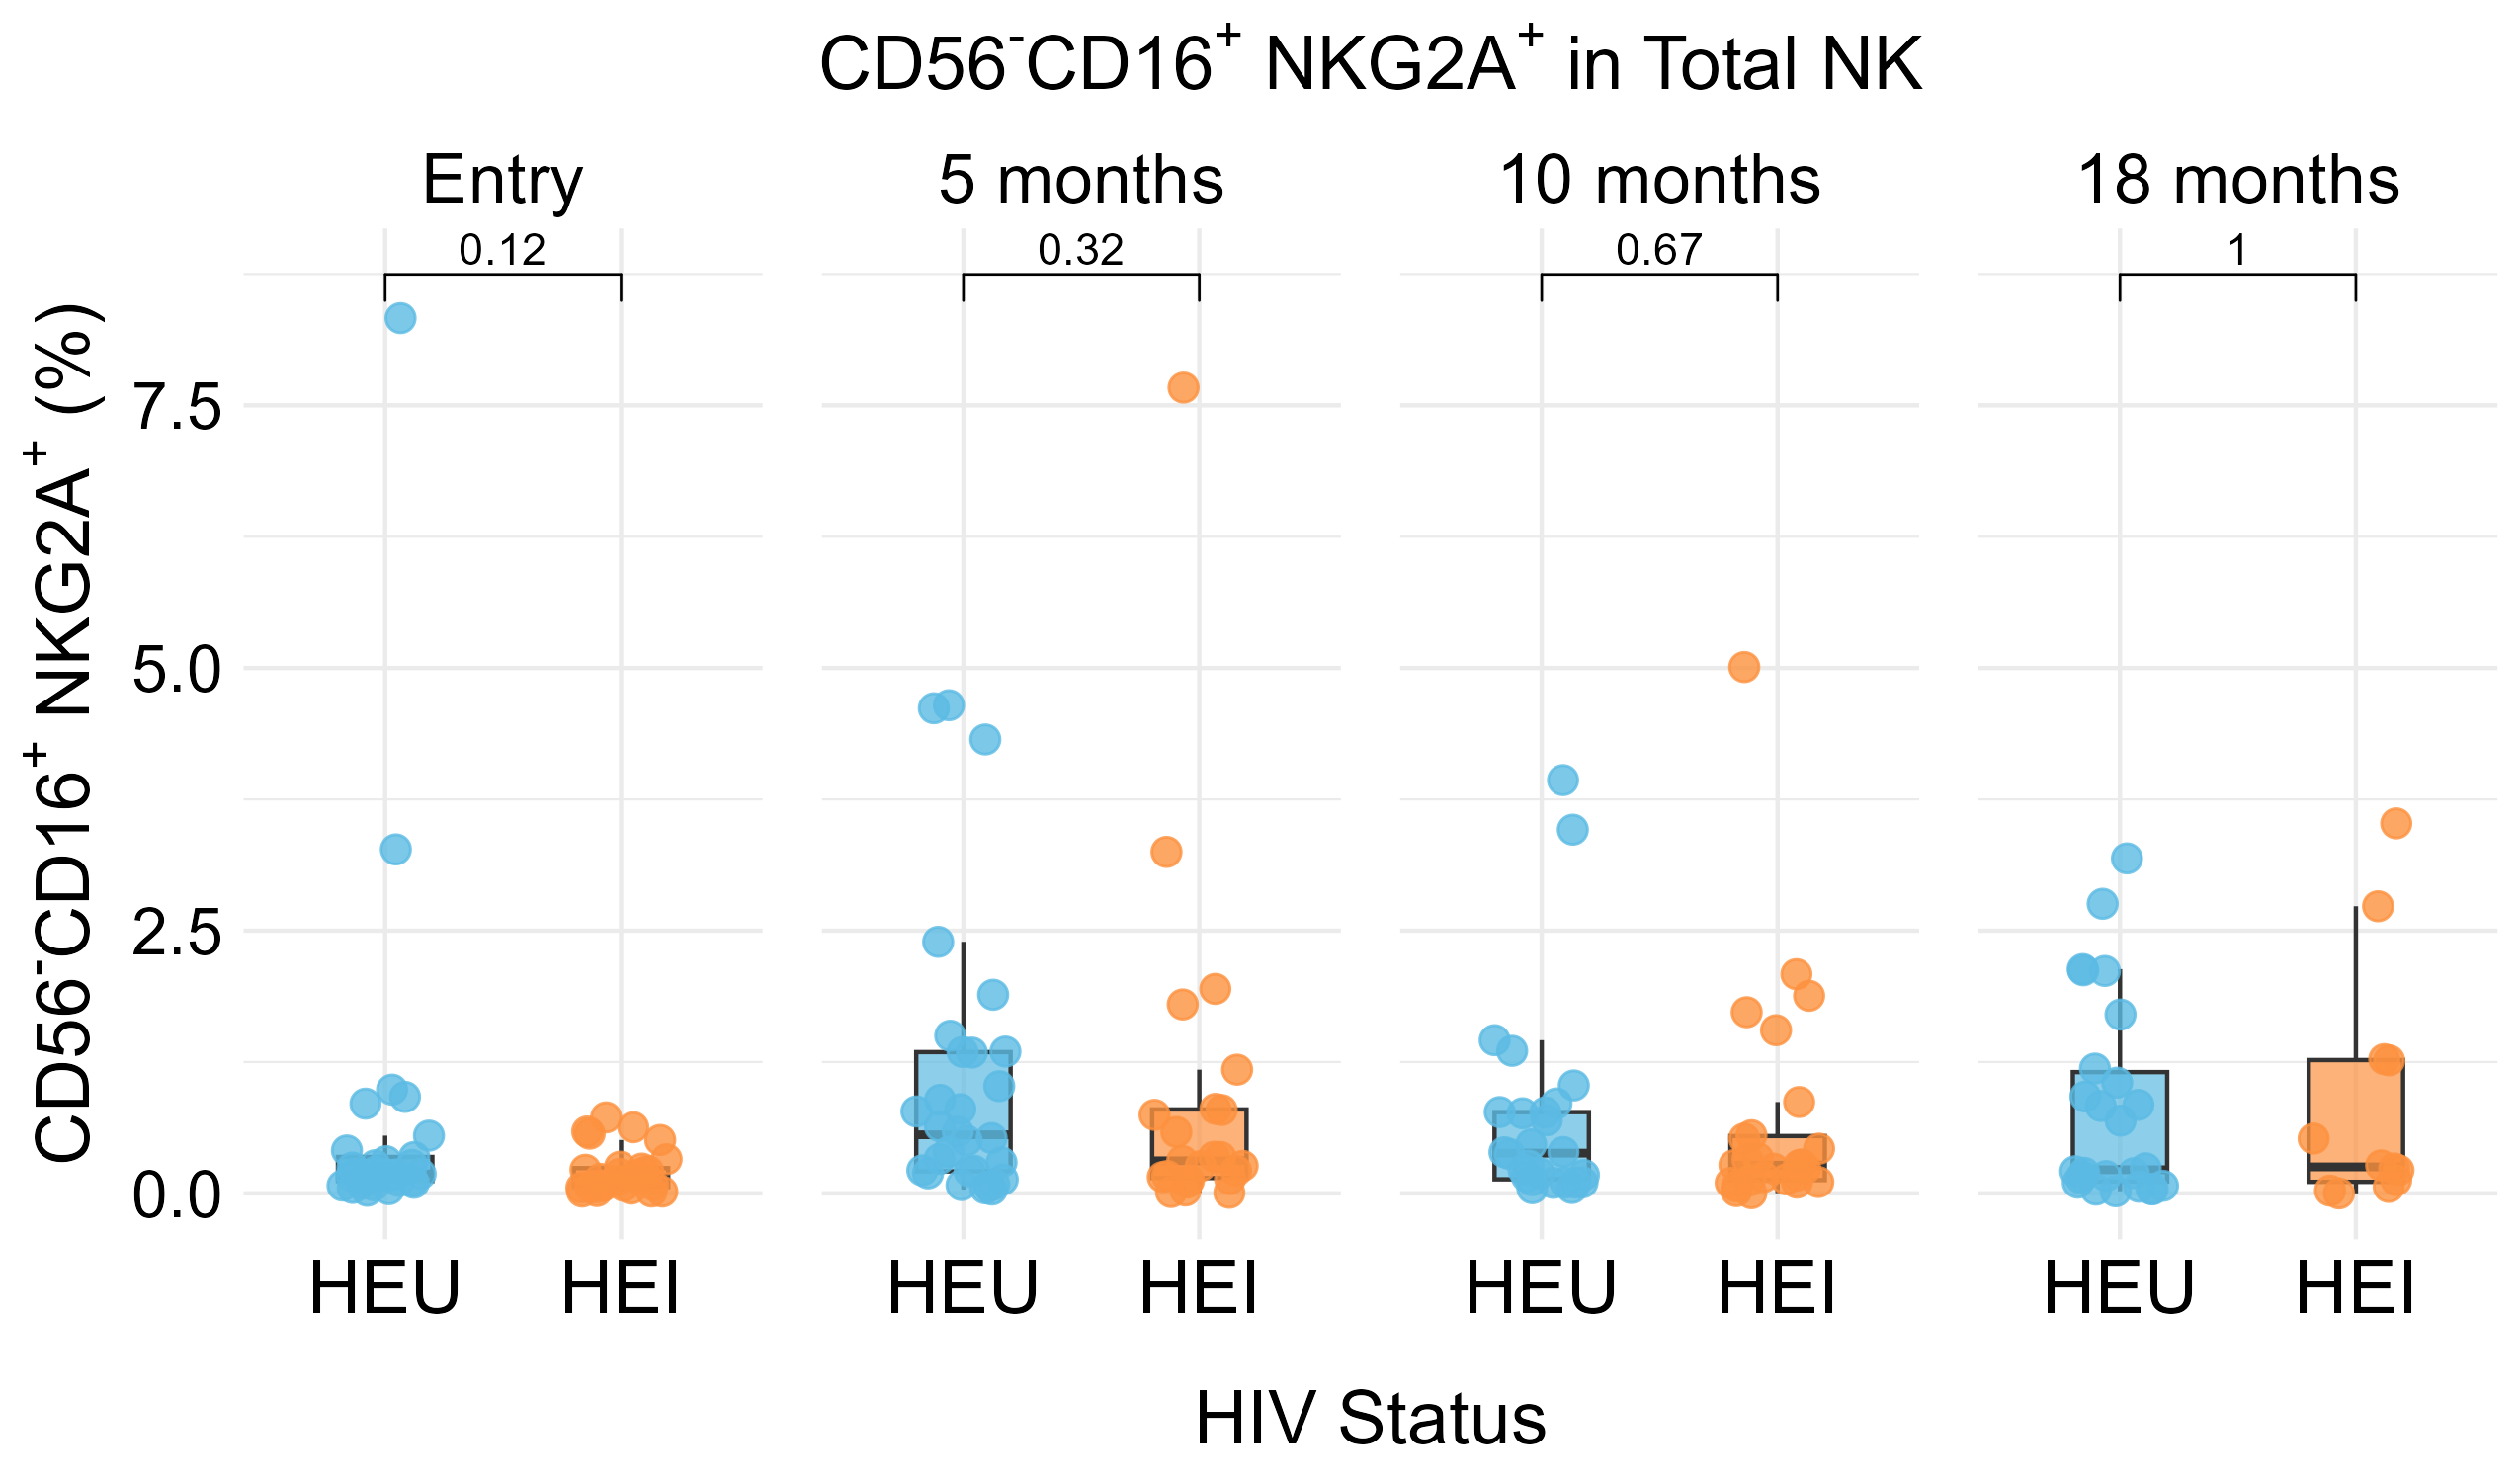 CD56⁻CD16⁺ NKG2A⁺ in Total NK
Entry
5 months
10 months
18 months
0.12
0.32
0.67
1
CD56⁻CD16⁺ NKG2A⁺ (%)
7.5
5.0
2.5
0.0
HEU
HEI
HEU
HEI
HEU
HEI
HEU
HEI
HIV Status